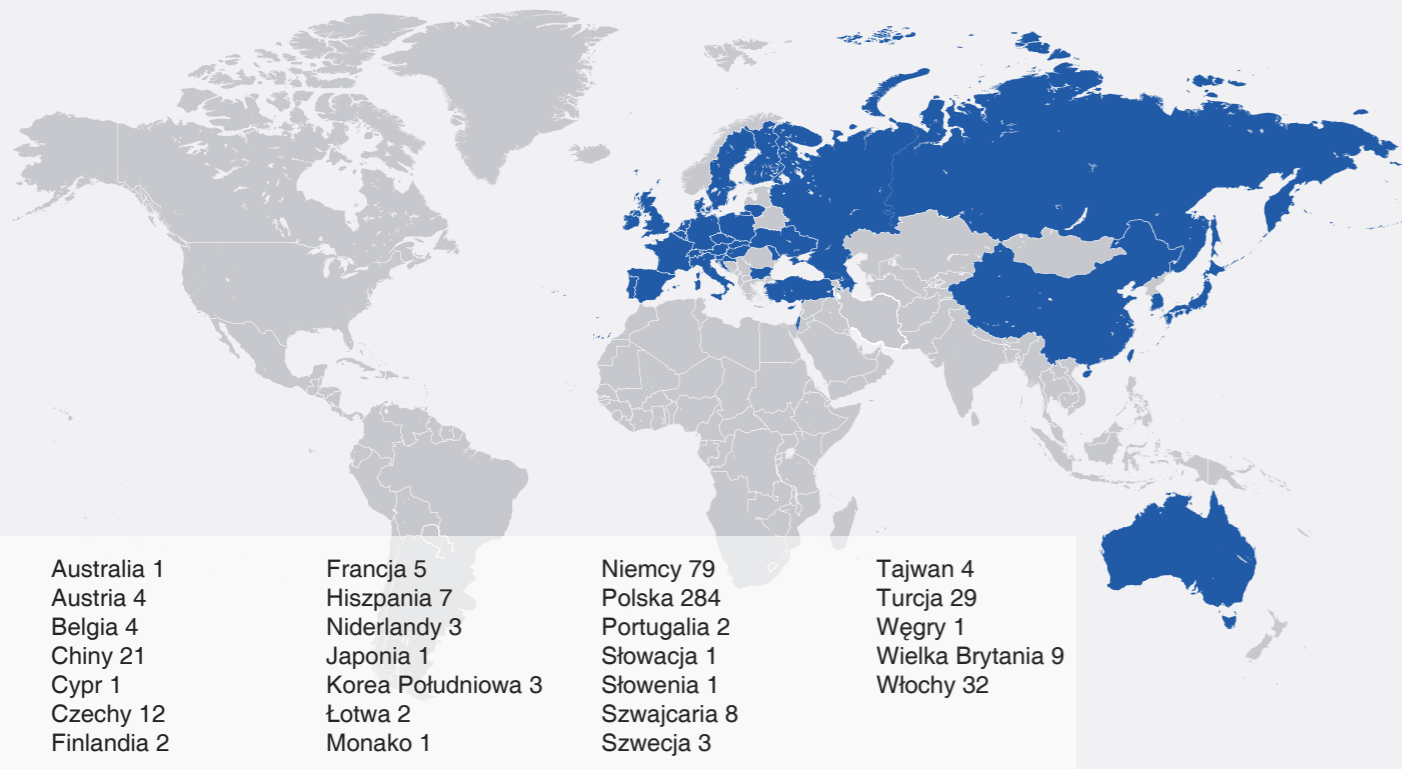 Australia 1
Austria 4
Belgia 4
Chiny 21
Cypr 1
Czechy 12
Finlandia 2
Francja 5
Hiszpania 7
Niderlandy 3
Japonia 1
Korea Południowa 3
Łotwa 2
Monako 1
Niemcy 79
Polska 284
Portugalia 2
Słowacja 1
Słowenia 1
Szwajcaria 8
Szwecja 3
Tajwan 4
Turcja 29
Węgry 1
Wielka Brytania 9
Włochy 32